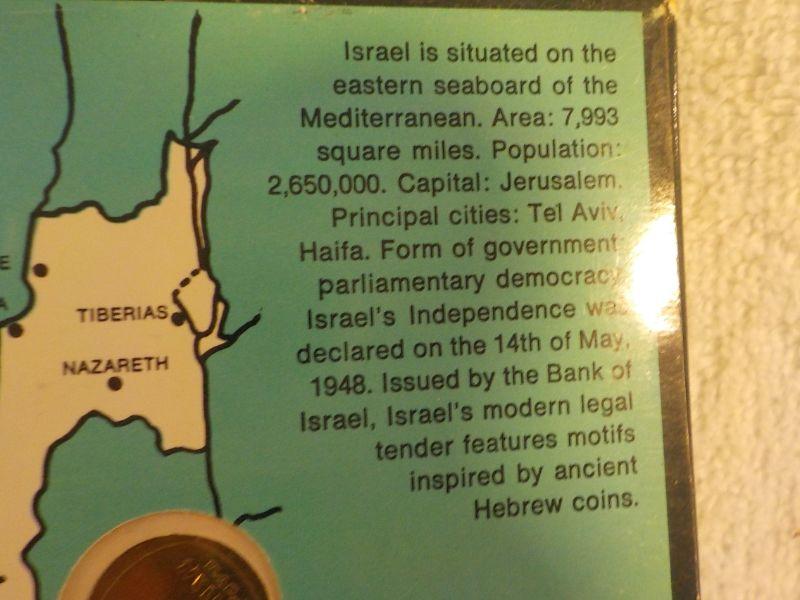 Israel is situated on the
eastern seaboard of the
Mediterranean. Area: 7,993
square miles. Population:
2,650,000. Capital: Jerusalem.
Principal cities: Tel Aviv,
Haifa. Form of government:
parliamentary democracy
Israel's Independence was
declared on the 14th of May,
1948. Issued by the Bank of
Israel, Israel's modern legal
tender features motifs
inspired by ancient
Hebrew coins.
E
A
TIBERIAS
NAZARETH